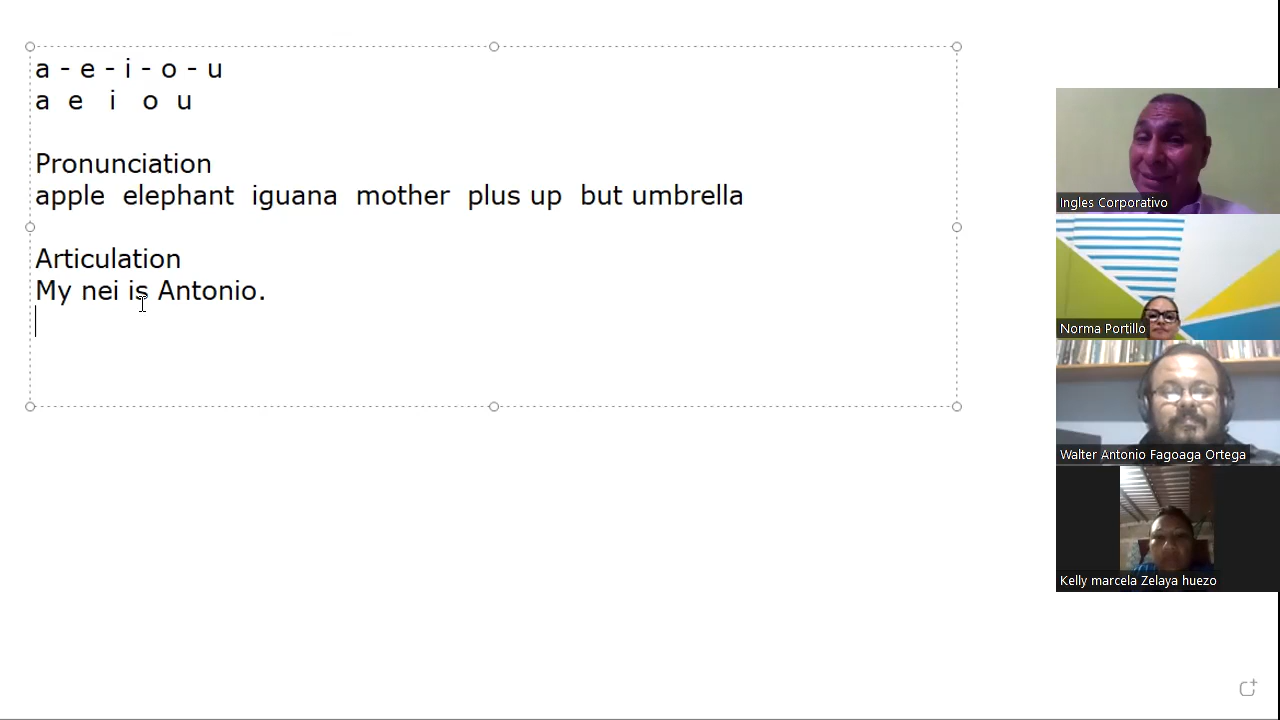 a - e - i - o - u
a e i o u
Pronunciation
apple elephant iguana mother plus up but umbrella
Articulation
My nei is Antonio.
Ingles Corporativo
Norma Portillo
Walter Antonio Fagoaga Ortega
Kelly marcela Zelaya huezo